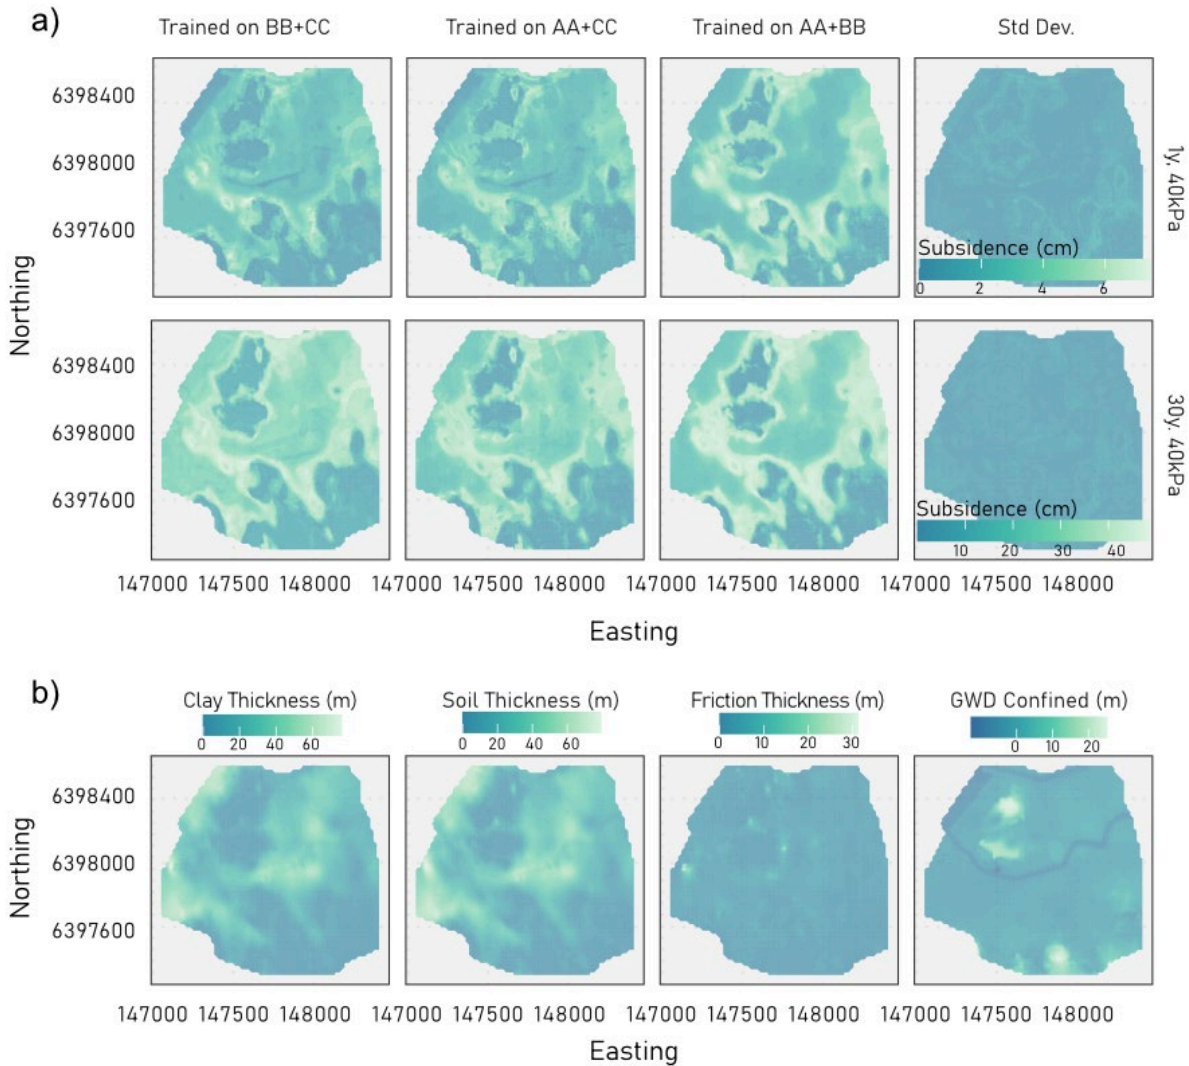 a)
Trained on BB+CC Trained on AA+CC Trained on AA+BB Std Dev.
6398400
6398000
6397600
1y, 40kPa
Subsidence (cm)
0 2 4 6
Northing
6398400
6398000
6397600
30y. 40kPa
Subsidence (cm)
10 20 30 40
147000 147500 148000 147000 147500 148000 147000 147500 148000 147000 147500 148000
Easting
b)
Clay Thickness (m) Soil Thickness (m) Friction Thickness (m) GWD Confined (m)
0 20 40 60 0 20 40 60 0 10 20 30 0 10 20
6398400
6398000
6397600
Northing
147000 147500 148000 147000 147500 148000 147000 147500 148000 147000 147500 148000
Easting